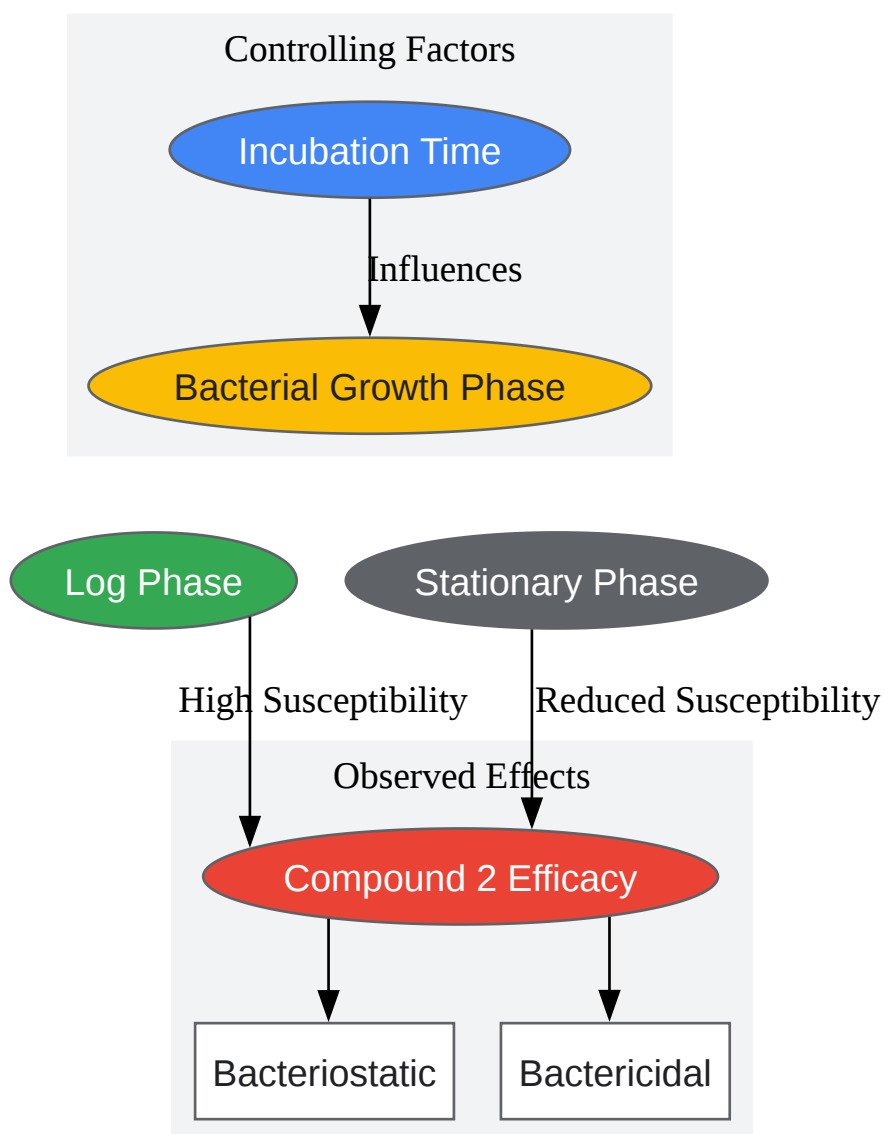 Controlling Factors
Incubation Time
Influences
Bacterial Growth Phase
Log Phase
Stationary Phase
High Susceptibility
Reduced Susceptibility
Observed Effects
Compound 2 Efficacy
Bacteriostatic
Bactericidal